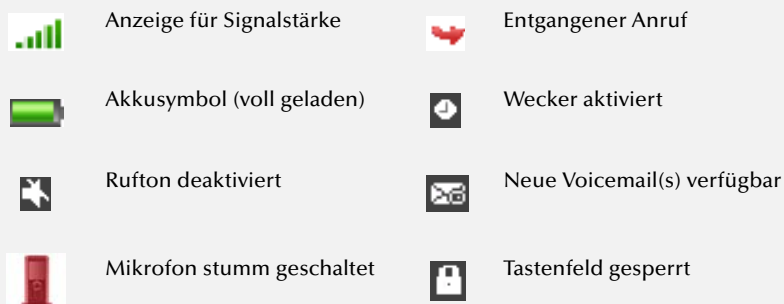 Anzeige für Signalstärke
Entgangener Anruf
Akkusymbol (voll geladen)
Wecker aktiviert
Rufton deaktiviert
Neue Voicemail(s) verfügbar
Mikrofon stumm geschaltet
Tastenfeld gesperrt